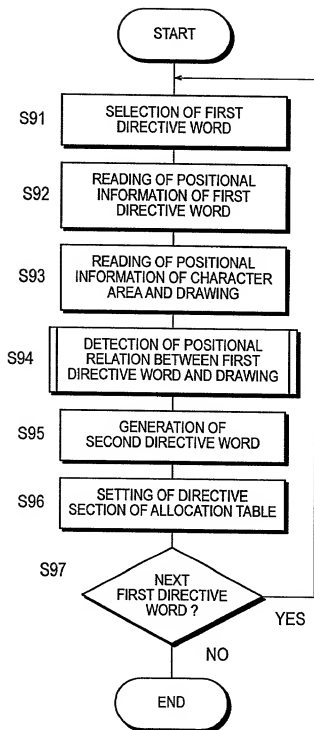 START
S91
SELECTION OF FIRST
DIRECTIVE WORD
S92
READING OF POSITIONAL
INFORMATION OF FIRST
DIRECTIVE WORD
S93
READING OF POSITIONAL
INFORMATION OF CHARACTER
AREA AND DRAWING
S94
DETECTION OF POSITIONAL
RELATION BETWEEN FIRST
DIRECTIVE WORD AND DRAWING
S95
GENERATION OF
SECOND DIRECTIVE WORD
S96
SETTING OF DIRECTIVE
SECTION OF ALLOCATION TABLE
S97
NEXT
FIRST DIRECTIVE
WORD ?
YES
NO
END